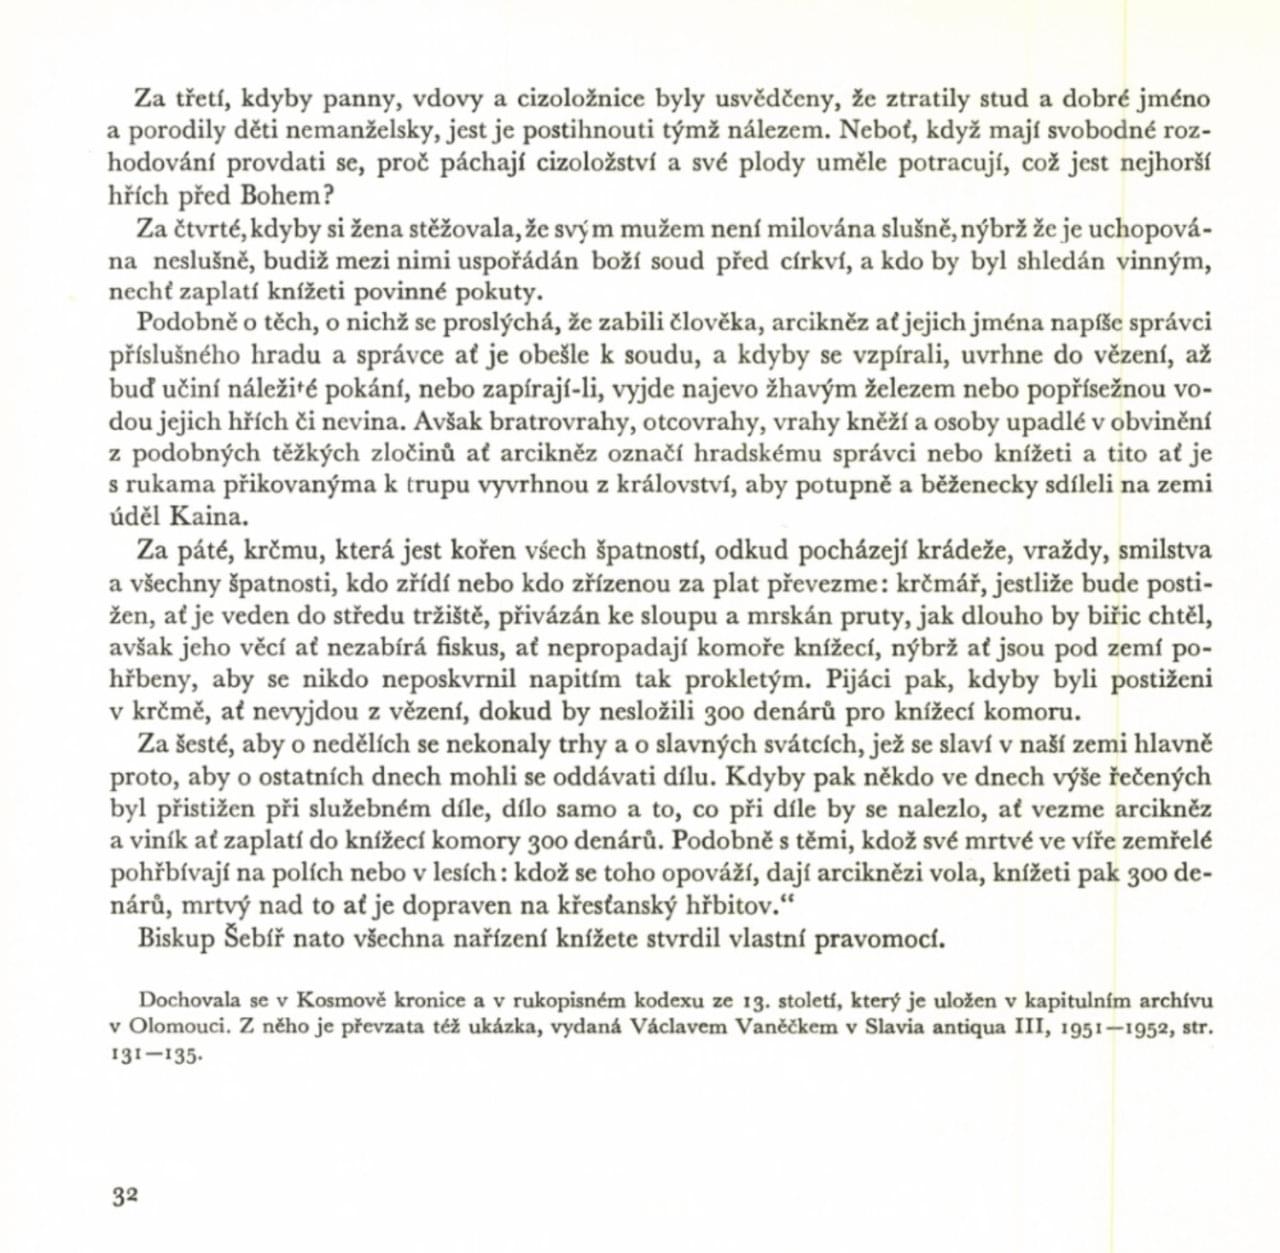 Za třetí, kdyby panny, vdovy a cizoložnice byly usvědčeny, že ztratily stud a dobré jméno
a porodily děti nemanželsky, jest je postihnouti týmž nálezem. Neboť, když mají svobodné roz-
hodování provdati se, proč páchají cizoložství a své plody uměle potracují, což jest nejhorší
hřích před Bohem?
Za čtvrté, kdyby si žena stěžovala, že svým mužem není milována slušně, nýbrž že je uchopová-
na neslušně, budiž mezi nimi uspořádán boží soud před církví, a kdo by byl shledán vinným,
nechť zaplatí knížeti povinné pokuty.
Podobně o těch, o nichž se proslýchá, že zabili člověka, arcikněz ať jejich jména napíše správci
příslušného hradu a správce ať je obešle k soudu, a kdyby se vzpírali, uvrhne do vězení, až
buď učiní náležité pokání, nebo zapírají-li, vyjde najevo žhavým železem nebo popřísežnou vo-
dou jejich hřích či nevina. Avšak bratrovrahy, otcovrahy, vrahy kněží a osoby upadlé v obvinění
z podobných těžkých zločinů ať arcikněz označí hradskému správci nebo knížeti a tito ať je
s rukama přikovanýma k trupu vyvrhnou z království, aby potupně a běženecky sdíleli na zemi
úděl Kaina.
Za páté, krčmu, která jest kořen všech špatností, odkud pocházejí krádeže, vraždy, smilstva
a všechny špatnosti, kdo zřídí nebo kdo zřízenou za plat převezme: krčmář, jestliže bude posti-
žen, ať je veden do středu tržiště, přivázán ke sloupu a mrskán pruty, jak dlouho by biřic chtěl,
avšak jeho věcí ať nezabírá fiskus, ať nepropadají komoře knížecí, nýbrž ať jsou pod zemí po-
hřbeny, aby se nikdo neposkvrnil napitím tak prokletým. Pijáci pak, kdyby byli postiženi
v krčmě, ať nevyjdou z vězení, dokud by nesložili 300 denárů pro knížecí komoru.
Za šesté, aby o nedělích se nekonaly trhy a o slavných svátcích, jež se slaví v naší zemi hlavně
proto, aby o ostatních dnech mohli se oddávati dílu. Kdyby pak někdo ve dnech výše řečených
byl přistižen při služebném díle, dílo samo a to, co při díle by se nalezlo, ať vezme arcikněz
a viník ať zaplatí do knížecí komory 300 denárů. Podobně s těmi, kdož své mrtvé ve víře zemřelé
pohřbívají na polích nebo v lesích: kdož se toho opováží, dají arciknězi vola, knížeti pak 300 de-
nárů, mrtvý nad to ať je dopraven na křesťanský hřbitov.“
Biskup Šebíř nato všechna nařízení knížete stvrdil vlastní pravomocí.
Dochovala se v Kosmově kronice a v rukopisném kodexu ze 13. století, který je uložen v kapitulním archívu
v Olomouci. Z něho je převzata též ukázka, vydaná Václavem Vaněčkem v Slavia antiqua III, 1951—1952, str.
131—135.
32